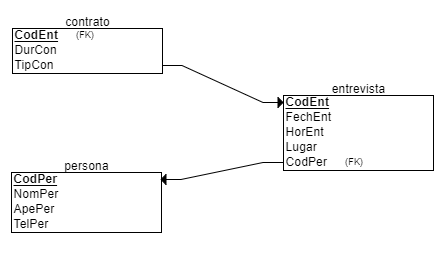 contrato
CodEnt (FK)
DurCon
TipCon
entrevista
CodEnt
FechEnt
HorEnt
Lugar
CodPer (FK)
persona
CodPer
NomPer
ApePer
TelPer